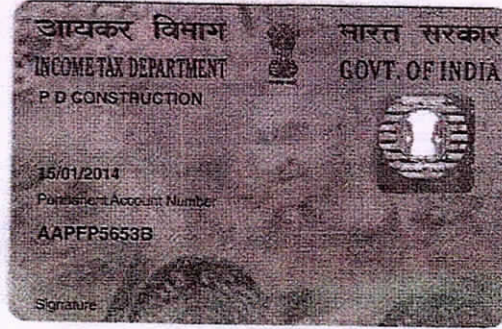 आयकर विभाग
भारत सरकार
INCOME TAX DEPARTMENT
GOVT. OF INDIA
P D CONSTRUCTION
15/01/2014
Permanent Account Number
AAPFP5653B
Signature